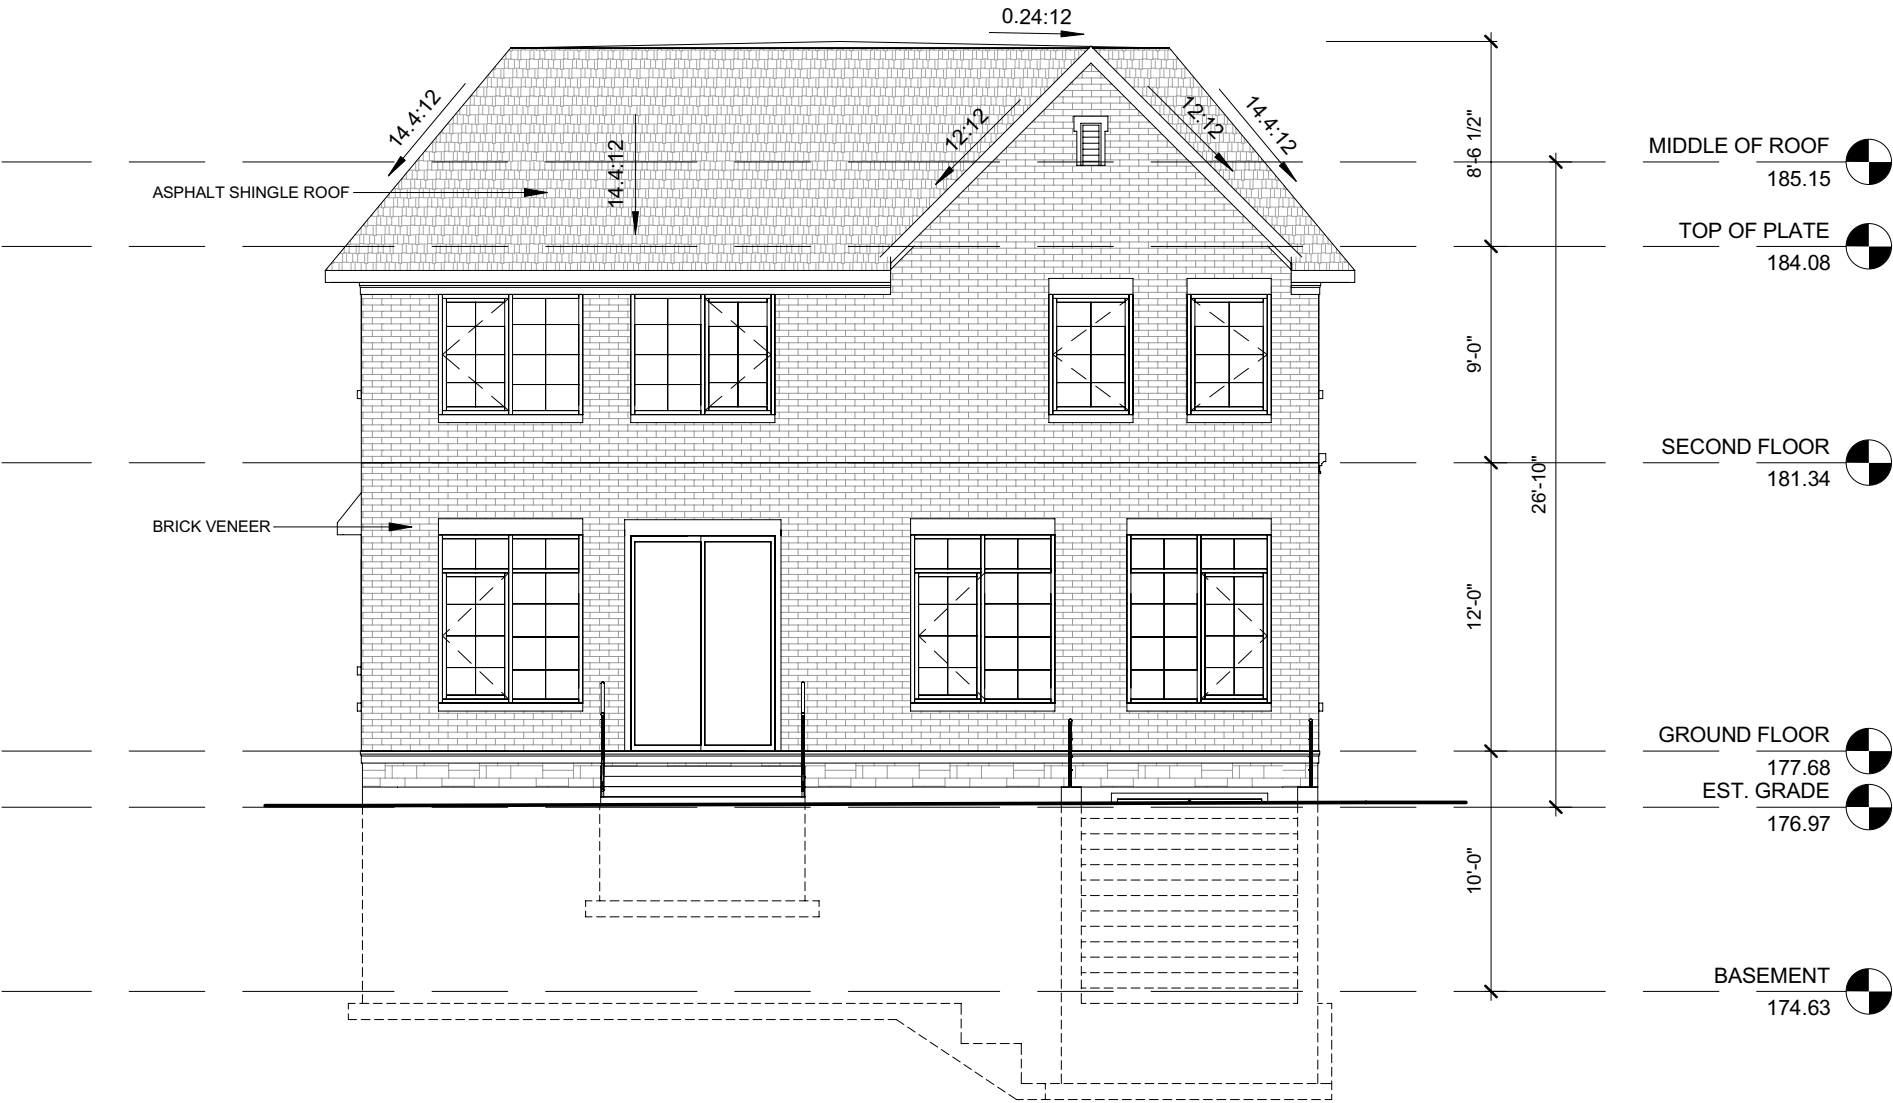 0.24:12
14.4:12
14.4:12
12:12
12:12
14.4:12
8'-6 1/2"
MIDDLE OF ROOF
185.15
ASPHALT SHINGLE ROOF
TOP OF PLATE
184.08
9'-0"
SECOND FLOOR
181.34
26'-10"
BRICK VENEER
12'-0"
GROUND FLOOR
177.68
EST. GRADE
176.97
10'-0"
BASEMENT
174.63